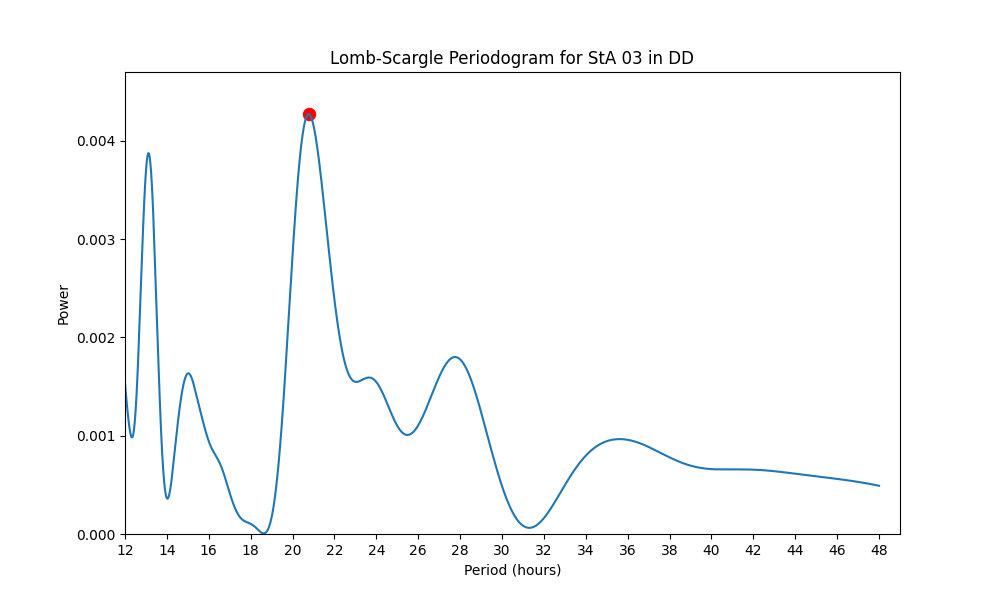 Lomb-Scargle Periodogram for StA 03 in DD
0.004
0.003
0.002
0.001
0.000
Power
12 14 16 18 20 22 24 26 28 30 32 34 36 38 40 42 44 46 48
Period (hours)